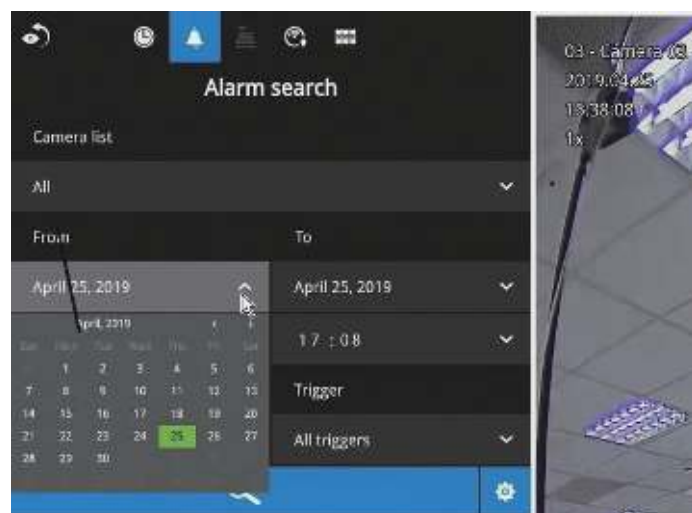 Alarm search
Camera list
All
From To
April 25, 2019 April 25, 2019
April, 2019
17 : 08
1 2 3 4 5 6
7 8 9 10 11 12 13
Trigger
14 15 16 17 18 19 20
21 22 23 24 25 26 27
All triggers
28 29 30
03 - Camera 03
2019.04.25
13:38:08
1x